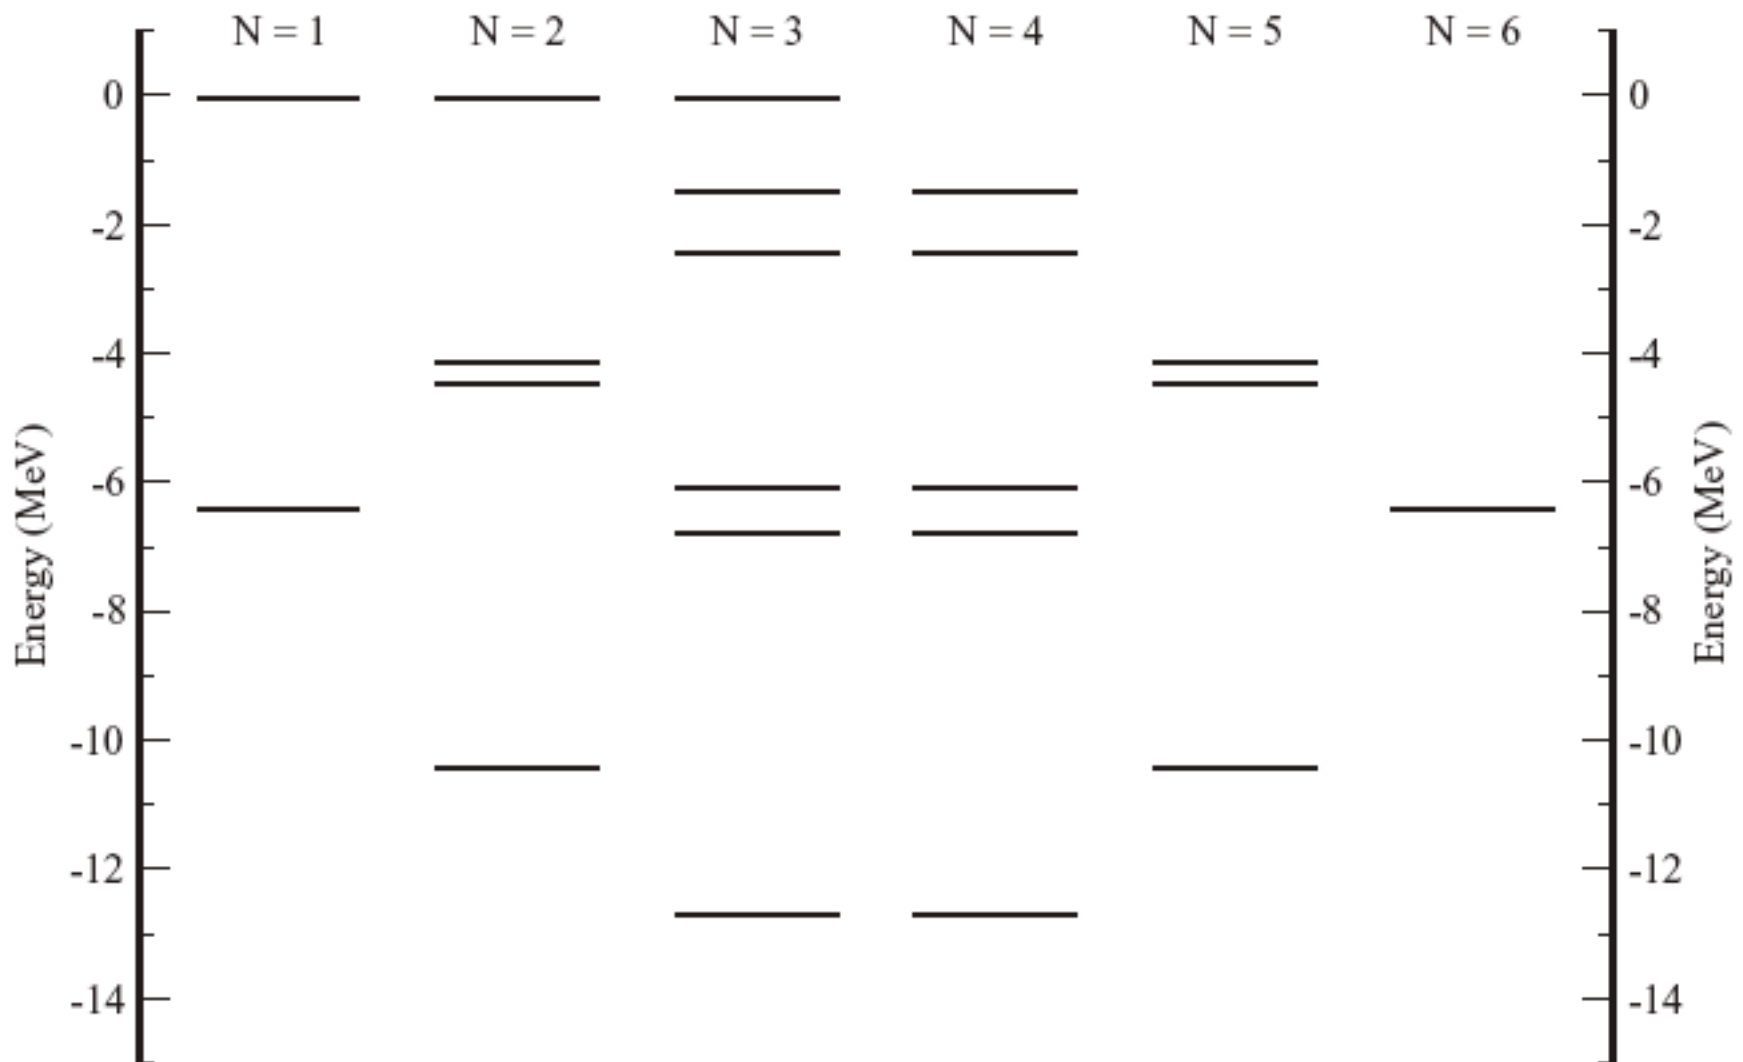 N = 1
N = 2
N = 3
N = 4
N = 5
N = 6
0
-2
-4
-6
-8
-10
-12
-14
Energy (MeV)
0
-2
-4
-6
-8
-10
-12
-14
Energy (MeV)